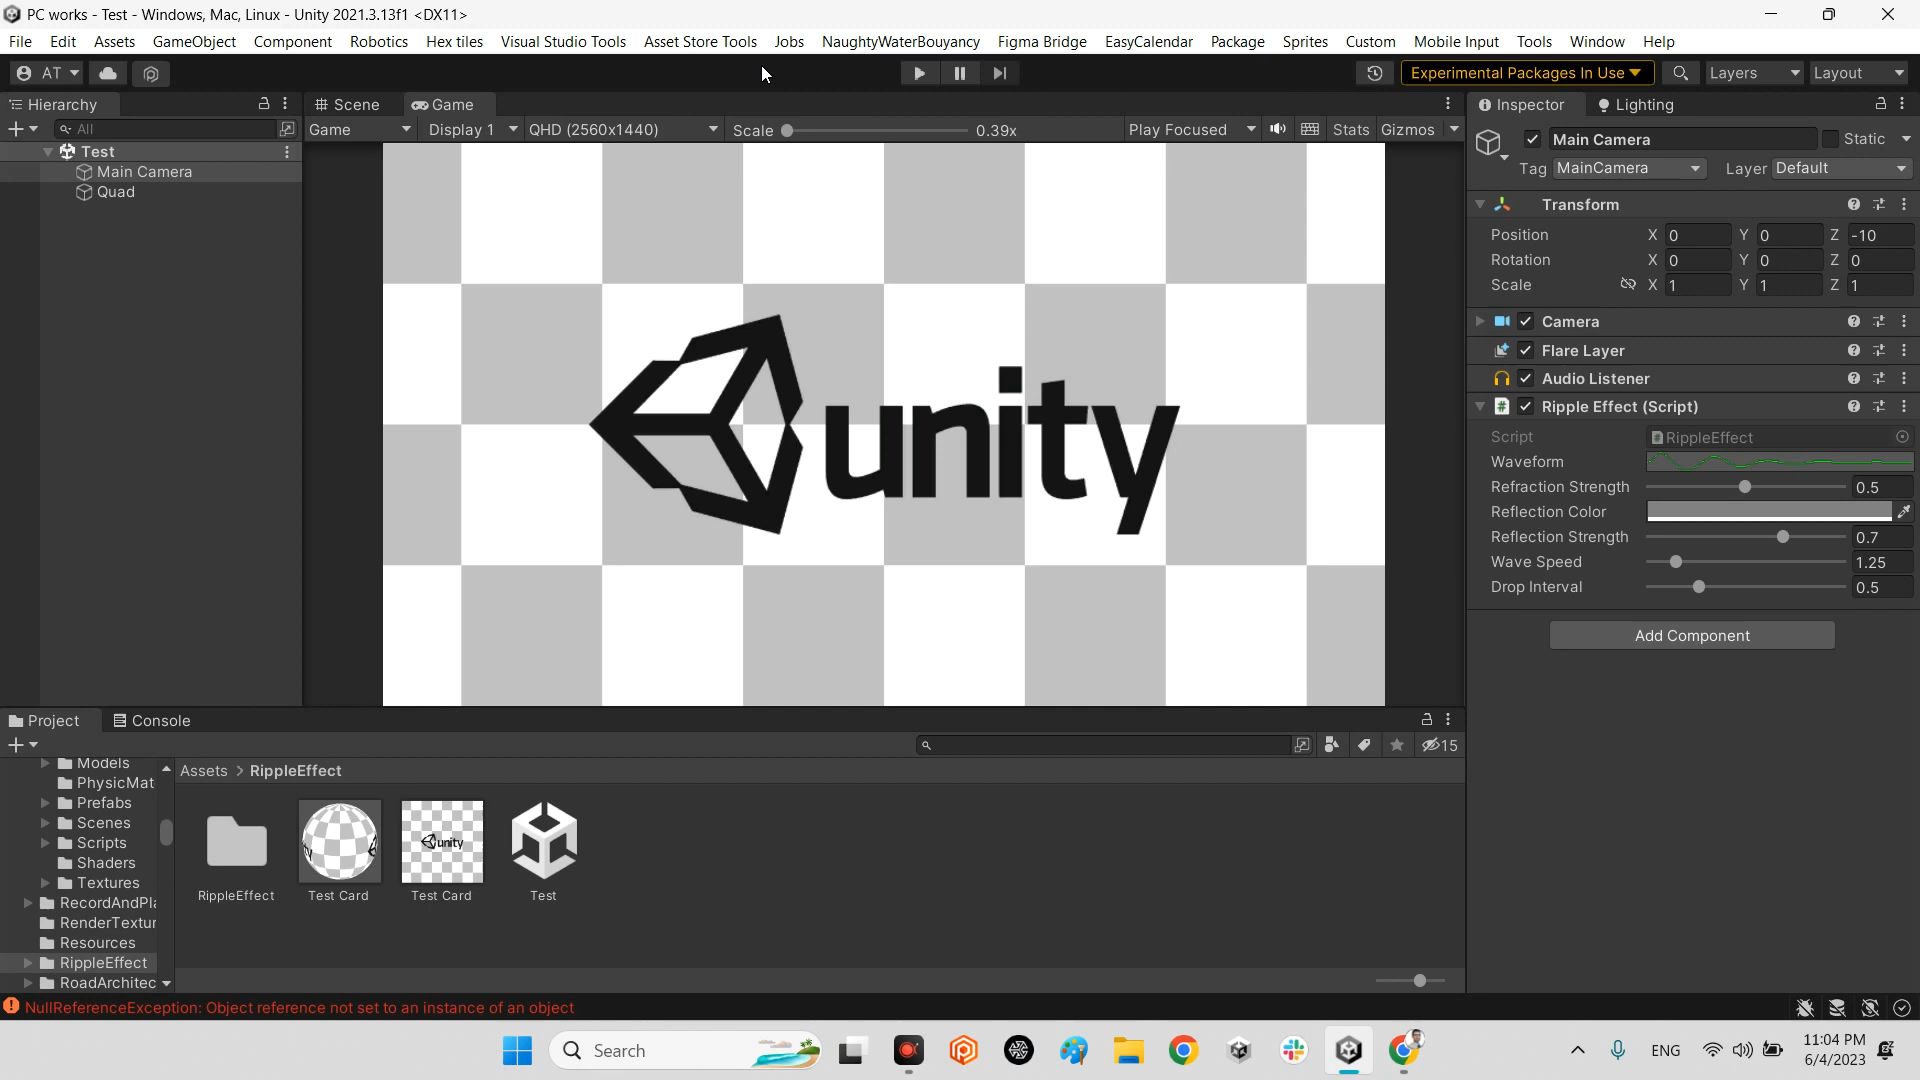 PC works - Test - Windows, Mac, Linux - Unity 2021.3.13f1 <DX11>
File Edit Assets GameObject Component Robotics Hex tiles Visual Studio Tools Asset Store Tools Jobs NaughtyWaterBouyancy Figma Bridge EasyCalendar Package Sprites Custom Mobile Input Tools Window Help
AT Experimental Packages In Use Layers Layout
Hierarchy
All
Test
Main Camera
Quad
Scene Game
Game Display 1 QHD (2560x1440) Scale 0.39x Play Focused Stats Gizmos
unity
Inspector Lighting
Main Camera Static
Tag MainCamera Layer Default
Transform
Position X 0 Y 0 Z -10
Rotation X 0 Y 0 Z 0
Scale X 1 Y 1 Z 1
Camera
Flare Layer
Audio Listener
Ripple Effect (Script)
Script RippleEffect
Waveform
Refraction Strength 0.5
Reflection Color
Reflection Strength 0.7
Wave Speed 1.25
Drop Interval 0.5
Add Component
Project Console
15
Models
PhysicMat
Prefabs
Scenes
Scripts
Shaders
Textures
RecordAndPla
RenderTextur
Resources
RippleEffect
RoadArchitec
Assets > RippleEffect
unity
RippleEffect Test Card Test Card Test
NullReferenceException: Object reference not set to an instance of an object
Search
ENG
11:04 PM
6/4/2023